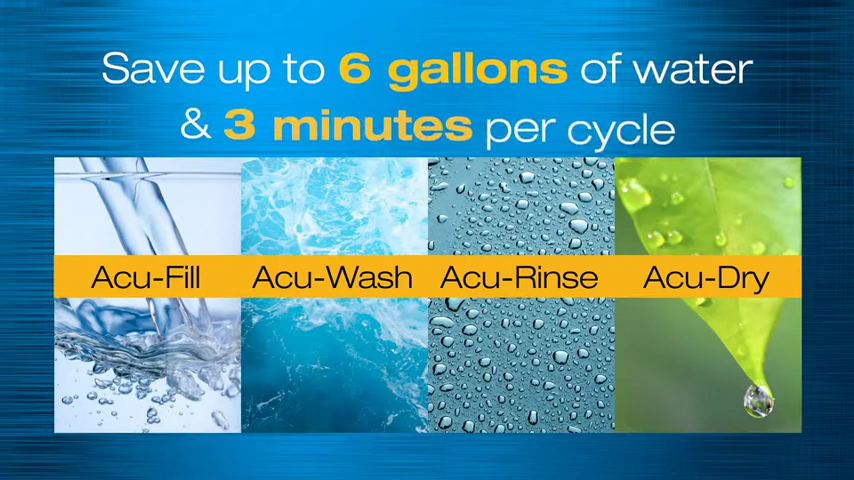 Save up to 6 gallons of water
& 3 minutes per cycle
Acu-Fill Acu-Wash Acu-Rinse Acu-Dry